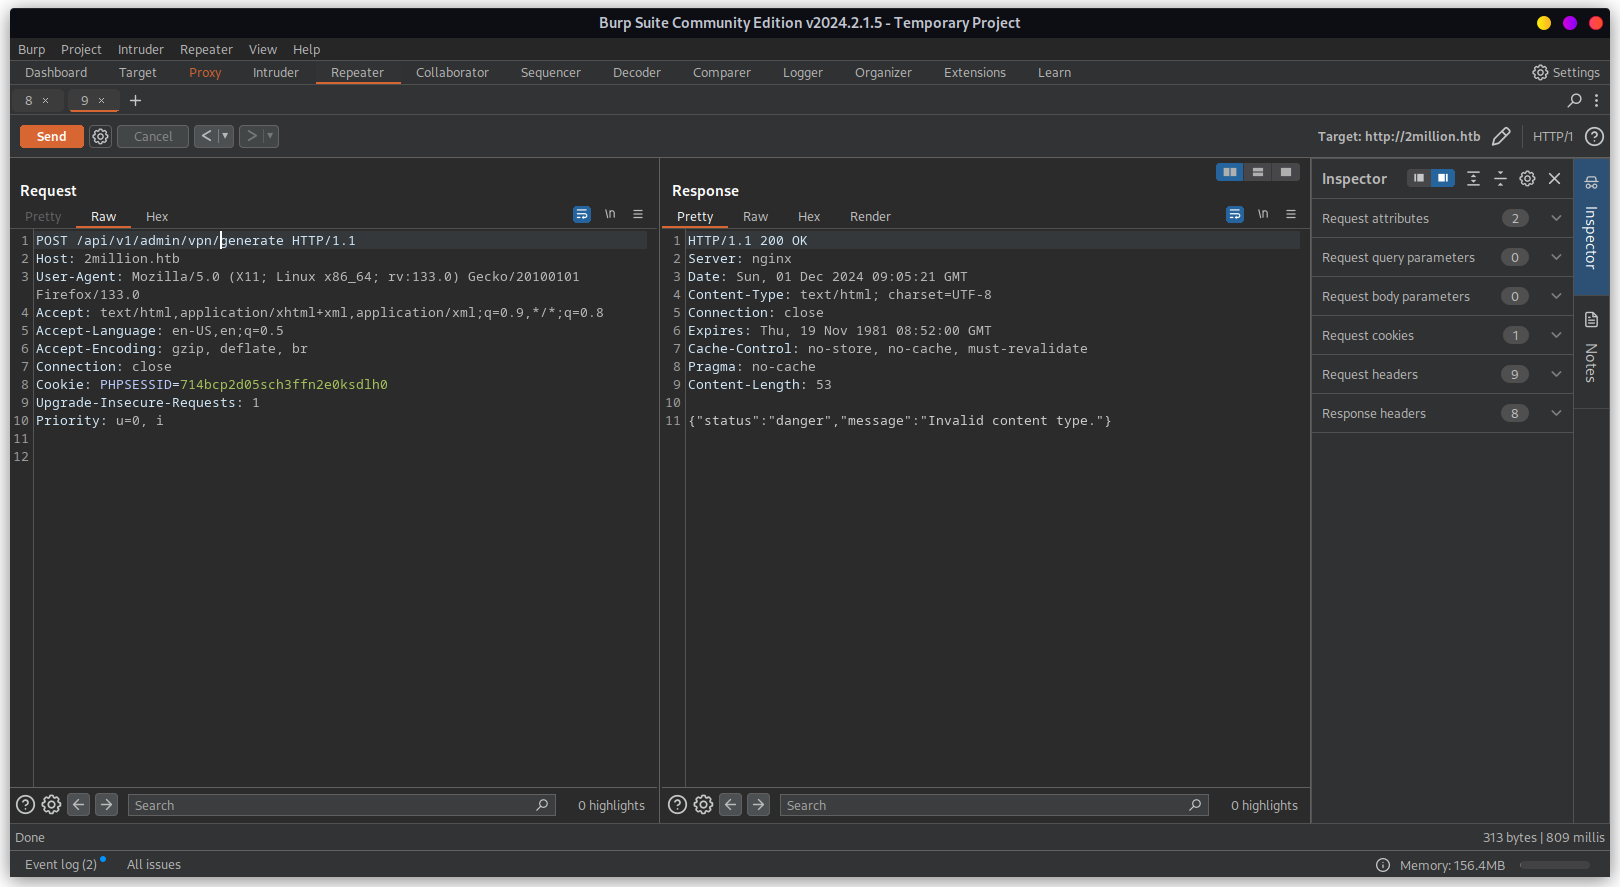 Burp Suite Community Edition v2024.2.1.5 - Temporary Project
Burp Project Intruder Repeater View Help
Dashboard Target Proxy Intruder Repeater Collaborator Sequencer Decoder Comparer Logger Organizer Extensions Learn Settings
8 × 9 × +
Send Cancel < > Target: http://2million.htb HTTP/1 ?
Request
Pretty Raw Hex \n
1 POST /api/v1/admin/vpn/generate HTTP/1.1
2 Host: 2million.htb
3 User-Agent: Mozilla/5.0 (X11; Linux x86_64; rv:133.0) Gecko/20100101
Firefox/133.0
4 Accept: text/html,application/xhtml+xml,application/xml;q=0.9,*/*;q=0.8
5 Accept-Language: en-US,en;q=0.5
6 Accept-Encoding: gzip, deflate, br
7 Connection: close
8 Cookie: PHPSESSID=714bcp2d05sch3ffn2e0ksdlh0
9 Upgrade-Insecure-Requests: 1
10 Priority: u=0, i
11
12
Search 0 highlights
Response
Pretty Raw Hex Render \n
1 HTTP/1.1 200 OK
2 Server: nginx
3 Date: Sun, 01 Dec 2024 09:05:21 GMT
4 Content-Type: text/html; charset=UTF-8
5 Connection: close
6 Expires: Thu, 19 Nov 1981 08:52:00 GMT
7 Cache-Control: no-store, no-cache, must-revalidate
8 Pragma: no-cache
9 Content-Length: 53
10
11 {"status":"danger","message":"Invalid content type."}
Search 0 highlights
Inspector
Request attributes 2
Request query parameters 0
Request body parameters 0
Request cookies 1
Request headers 9
Response headers 8
Inspector
Notes
Done 313 bytes | 809 millis
Event log (2) All issues Memory: 156.4MB